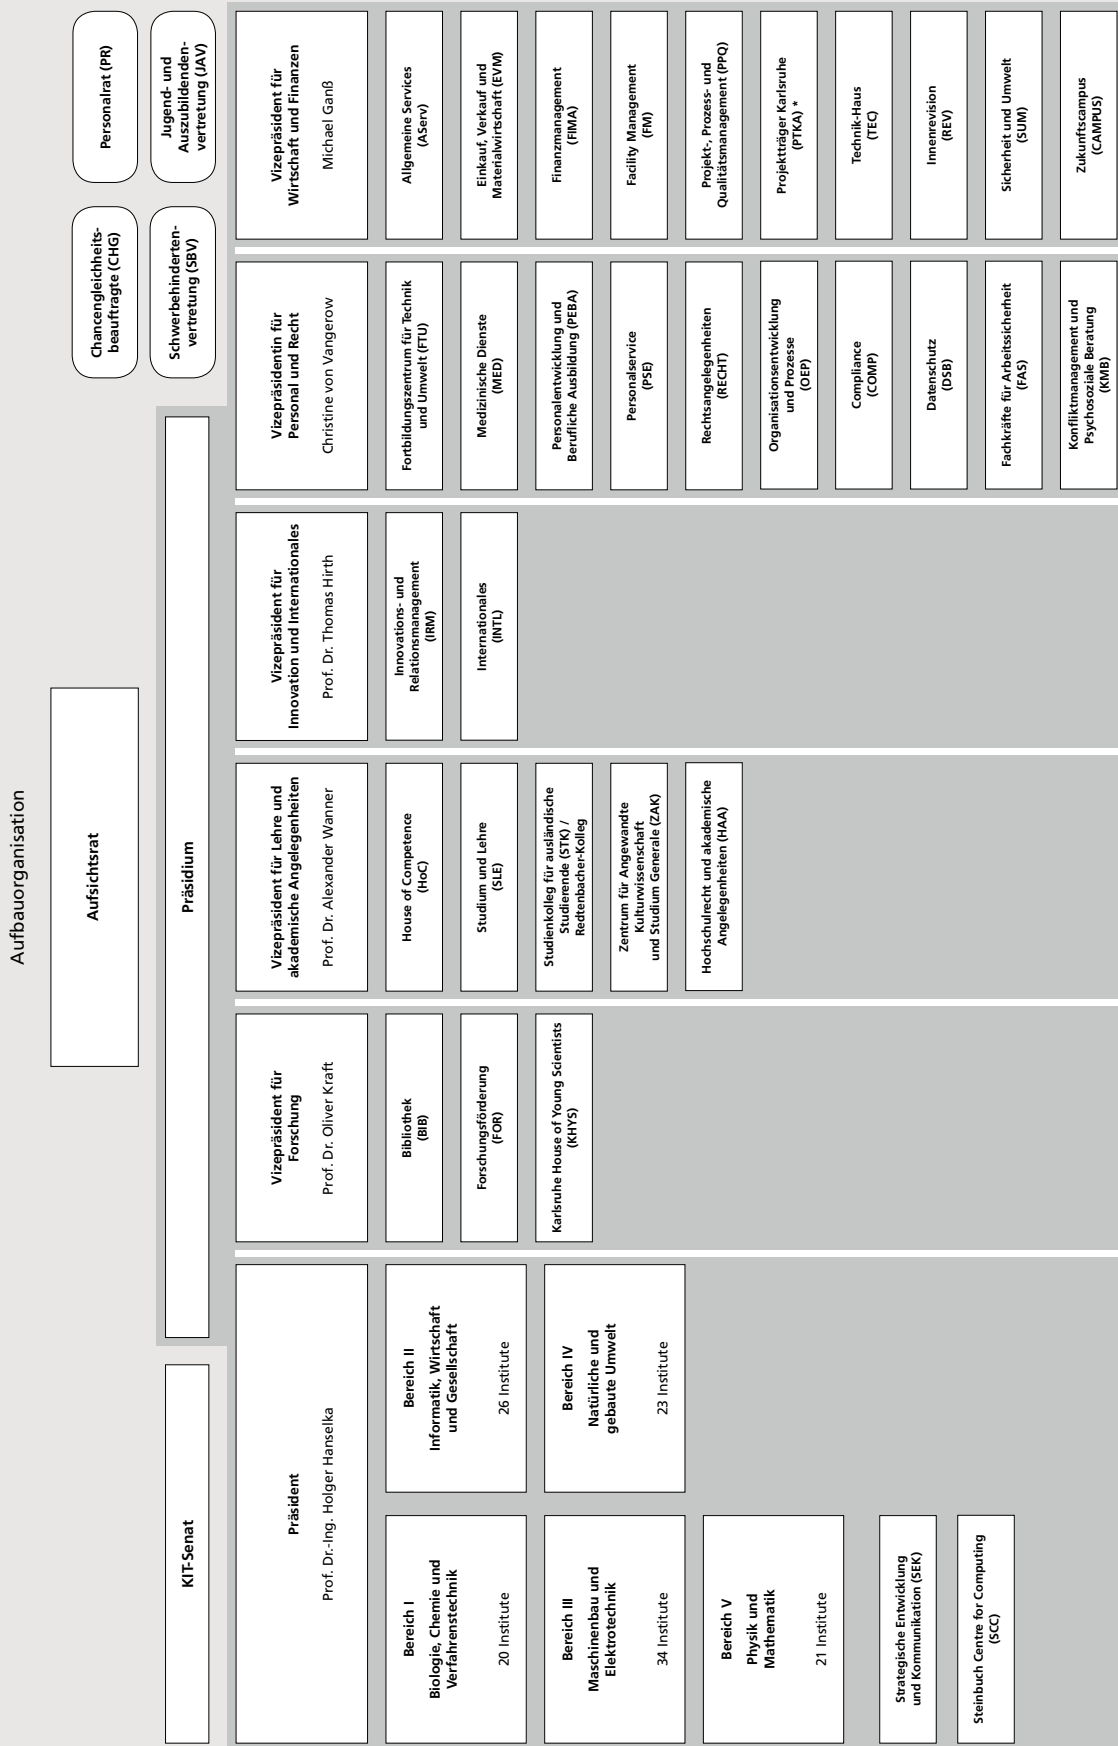 Aufbauorganisation
Aufsichtsrat
Chancengleichheits-
beauftragte (CHG)
Personalrat (PR)
Schwerbehinderten-
vertretung (SBV)
Jugend- und
Auszubildenden-
vertretung (JAV)
KIT-Senat
Präsidium
Präsident
Prof. Dr.-Ing. Holger Hanselka
Bereich I
Biologie, Chemie und
Verfahrenstechnik
20 Institute
Bereich II
Informatik, Wirtschaft
und Gesellschaft
26 Institute
Bereich III
Maschinenbau und
Elektrotechnik
34 Institute
Bereich IV
Natürliche und
gebaute Umwelt
23 Institute
Bereich V
Physik und
Mathematik
21 Institute
Strategische Entwicklung
und Kommunikation (SEK)
Steinbuch Centre for Computing
(SCC)
Vizepräsident für
Forschung
Prof. Dr. Oliver Kraft
Bibliothek
(BIB)
Forschungsförderung
(FOR)
Karlsruhe House of Young Scientists
(KHYS)
Vizepräsident für Lehre und
akademische Angelegenheiten
Prof. Dr. Alexander Wanner
House of Competence
(HoC)
Studium und Lehre
(SLE)
Studienkolleg für ausländische
Studierende (STK) /
Redtenbacher-Kolleg
Zentrum für Angewandte
Kulturwissenschaft
und Studium Generale (ZAK)
Hochschulrecht und akademische
Angelegenheiten (HAA)
Vizepräsident für
Innovation und Internationales
Prof. Dr. Thomas Hirth
Innovations- und
Relationsmanagement
(IRM)
Internationales
(INTL)
Vizepräsidentin für
Personal und Recht
Christine von Vangerow
Fortbildungszentrum für Technik
und Umwelt (FTU)
Medizinische Dienste
(MED)
Personalentwicklung und
Berufliche Ausbildung (PEBA)
Personalservice
(PSE)
Rechtsangelegenheiten
(RECHT)
Organisationsentwicklung
und Prozesse
(OEP)
Compliance
(COMP)
Datenschutz
(DSB)
Fachkräfte für Arbeitssicherheit
(FAS)
Konfliktmanagement und
Psychosoziale Beratung
(KMB)
Vizepräsident für
Wirtschaft und Finanzen
Michael Ganß
Allgemeine Services
(AServ)
Einkauf, Verkauf und
Materialwirtschaft (EVM)
Finanzmanagement
(FIMA)
Facility Management
(FM)
Projekt-, Prozess- und
Qualitätsmanagement (PPQ)
Projektträger Karlsruhe
(PTKA) *
Technik-Haus
(TEC)
Innenrevision
(REV)
Sicherheit und Umwelt
(SUM)
Zukunftscampus
(CAMPUS)